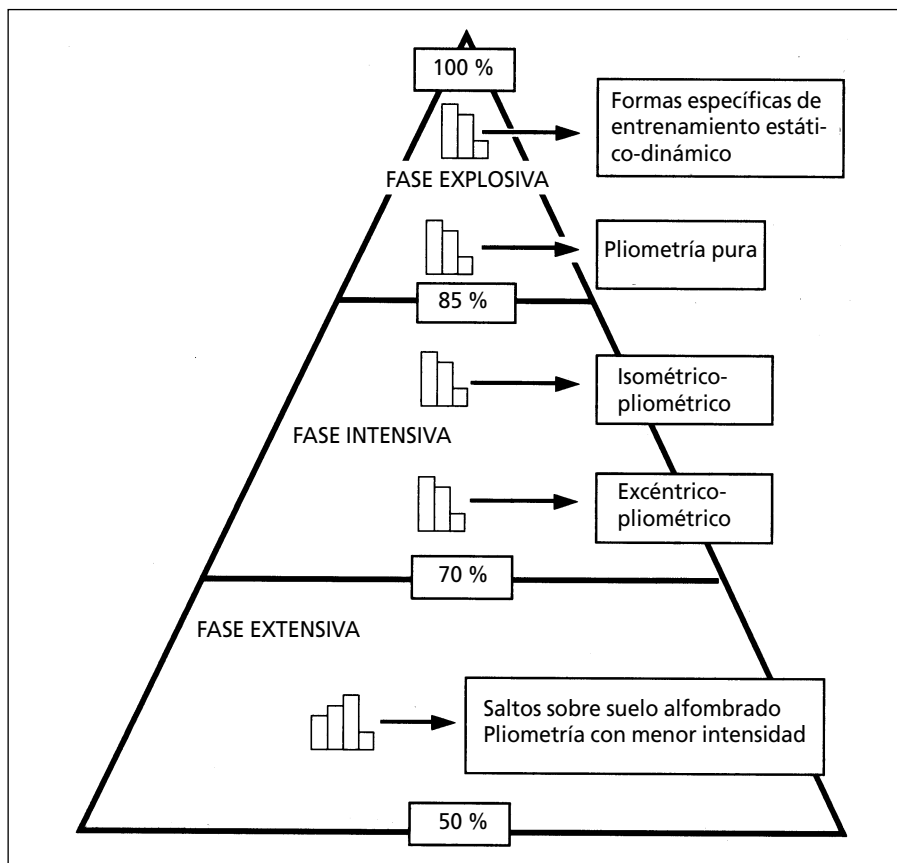 100 %
Formas específicas de
entrenamiento estáti-
co-dinámico
FASE EXPLOSIVA
Pliometría pura
85 %
Isométrico-
pliométrico
FASE INTENSIVA
Excéntrico-
pliométrico
70 %
FASE EXTENSIVA
Saltos sobre suelo alfombrado
Pliometría con menor intensidad
50 %